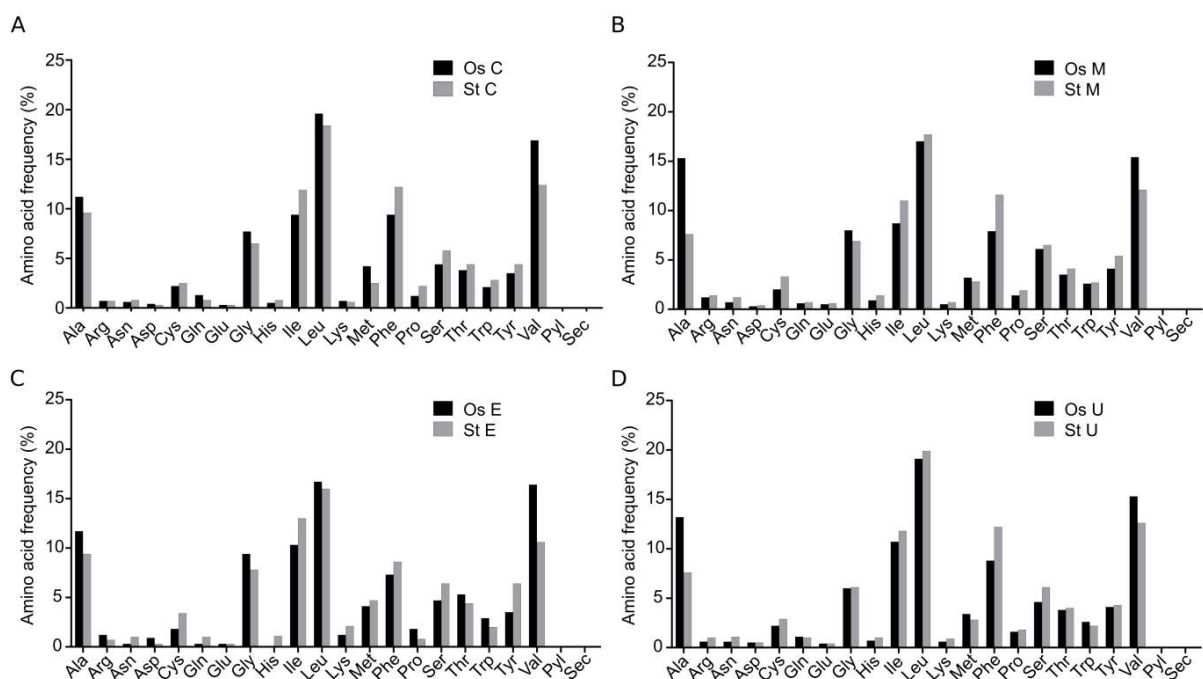 A
Amino acid frequency (%)
25
20
15
10
5
0
Os C
St C
Ala Arg Asn Asp Cys Gln Glu Gly His Ile Leu Lys Met Phe Pro Ser Thr Trp Tyr Val Pyl Sec
B
Amino acid frequency (%)
25
20
15
10
5
0
Os M
St M
Ala Arg Asn Asp Cys Gln Glu Gly His Ile Leu Lys Met Phe Pro Ser Thr Trp Tyr Val Pyl Sec
C
Amino acid frequency (%)
25
20
15
10
5
0
Os E
St E
Ala Arg Asn Asp Cys Gln Glu Gly His Ile Leu Lys Met Phe Pro Ser Thr Trp Tyr Val Pyl Sec
D
Amino acid frequency (%)
25
20
15
10
5
0
Os U
St U
Ala Arg Asn Asp Cys Gln Glu Gly His Ile Leu Lys Met Phe Pro Ser Thr Trp Tyr Val Pyl Sec